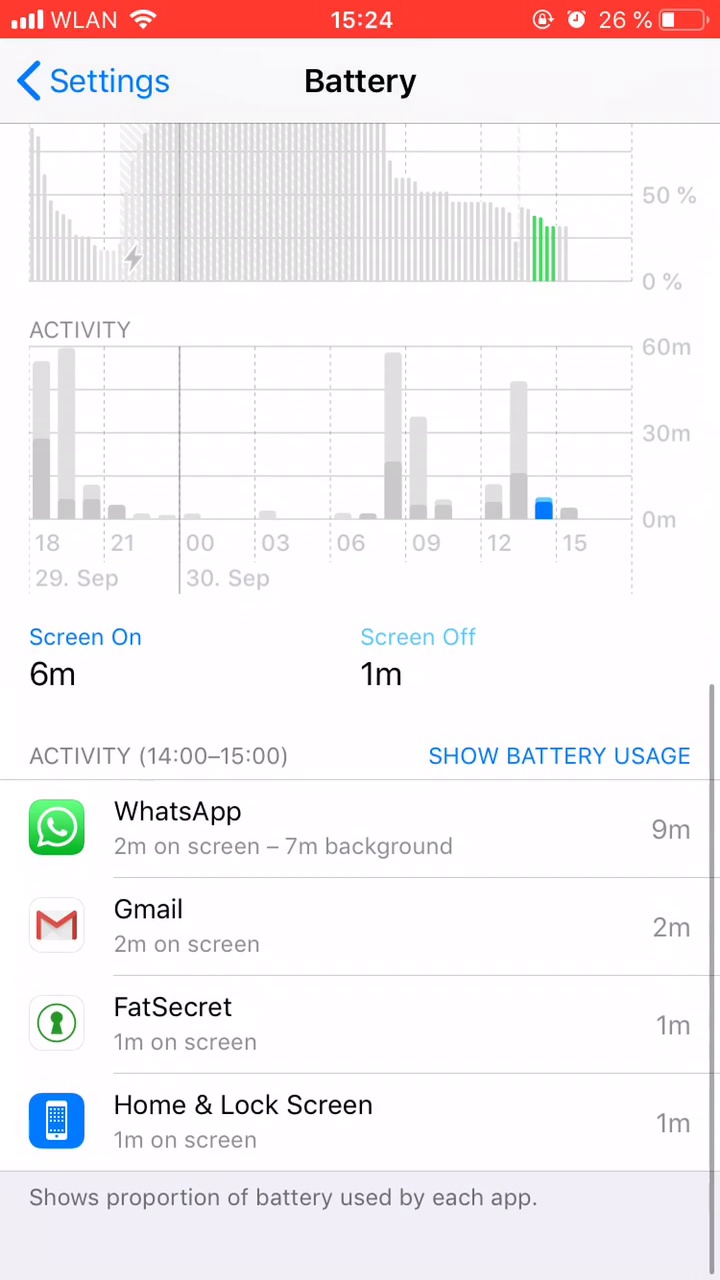 WLAN 15:24 26 %
Settings Battery
50 %
0 %
ACTIVITY
60m
30m
0m
18 21 00 03 06 09 12 15
29. Sep 30. Sep
Screen On Screen Off
6m 1m
ACTIVITY (14:00–15:00) SHOW BATTERY USAGE
WhatsApp
2m on screen – 7m background 9m
Gmail
2m on screen 2m
FatSecret
1m on screen 1m
Home & Lock Screen
1m on screen 1m
Shows proportion of battery used by each app.